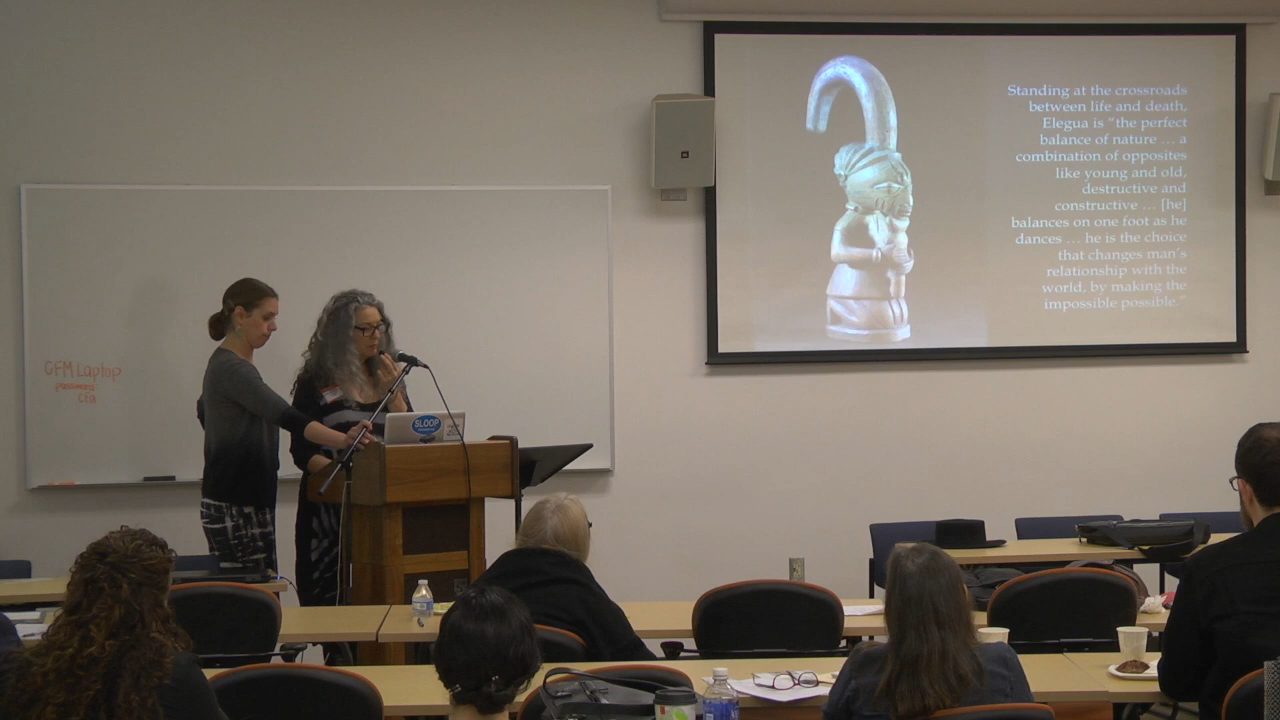 Standing at the crossroads
between life and death,
Elegua is “the perfect
balance of nature … a
combination of opposites
like young and old,
destructive and
constructive … [he]
balances on one foot as he
dances … he is the choice
that changes man’s
relationship with the
world, by making the
impossible possible.”
GFM Laptop
password:
SLOOP